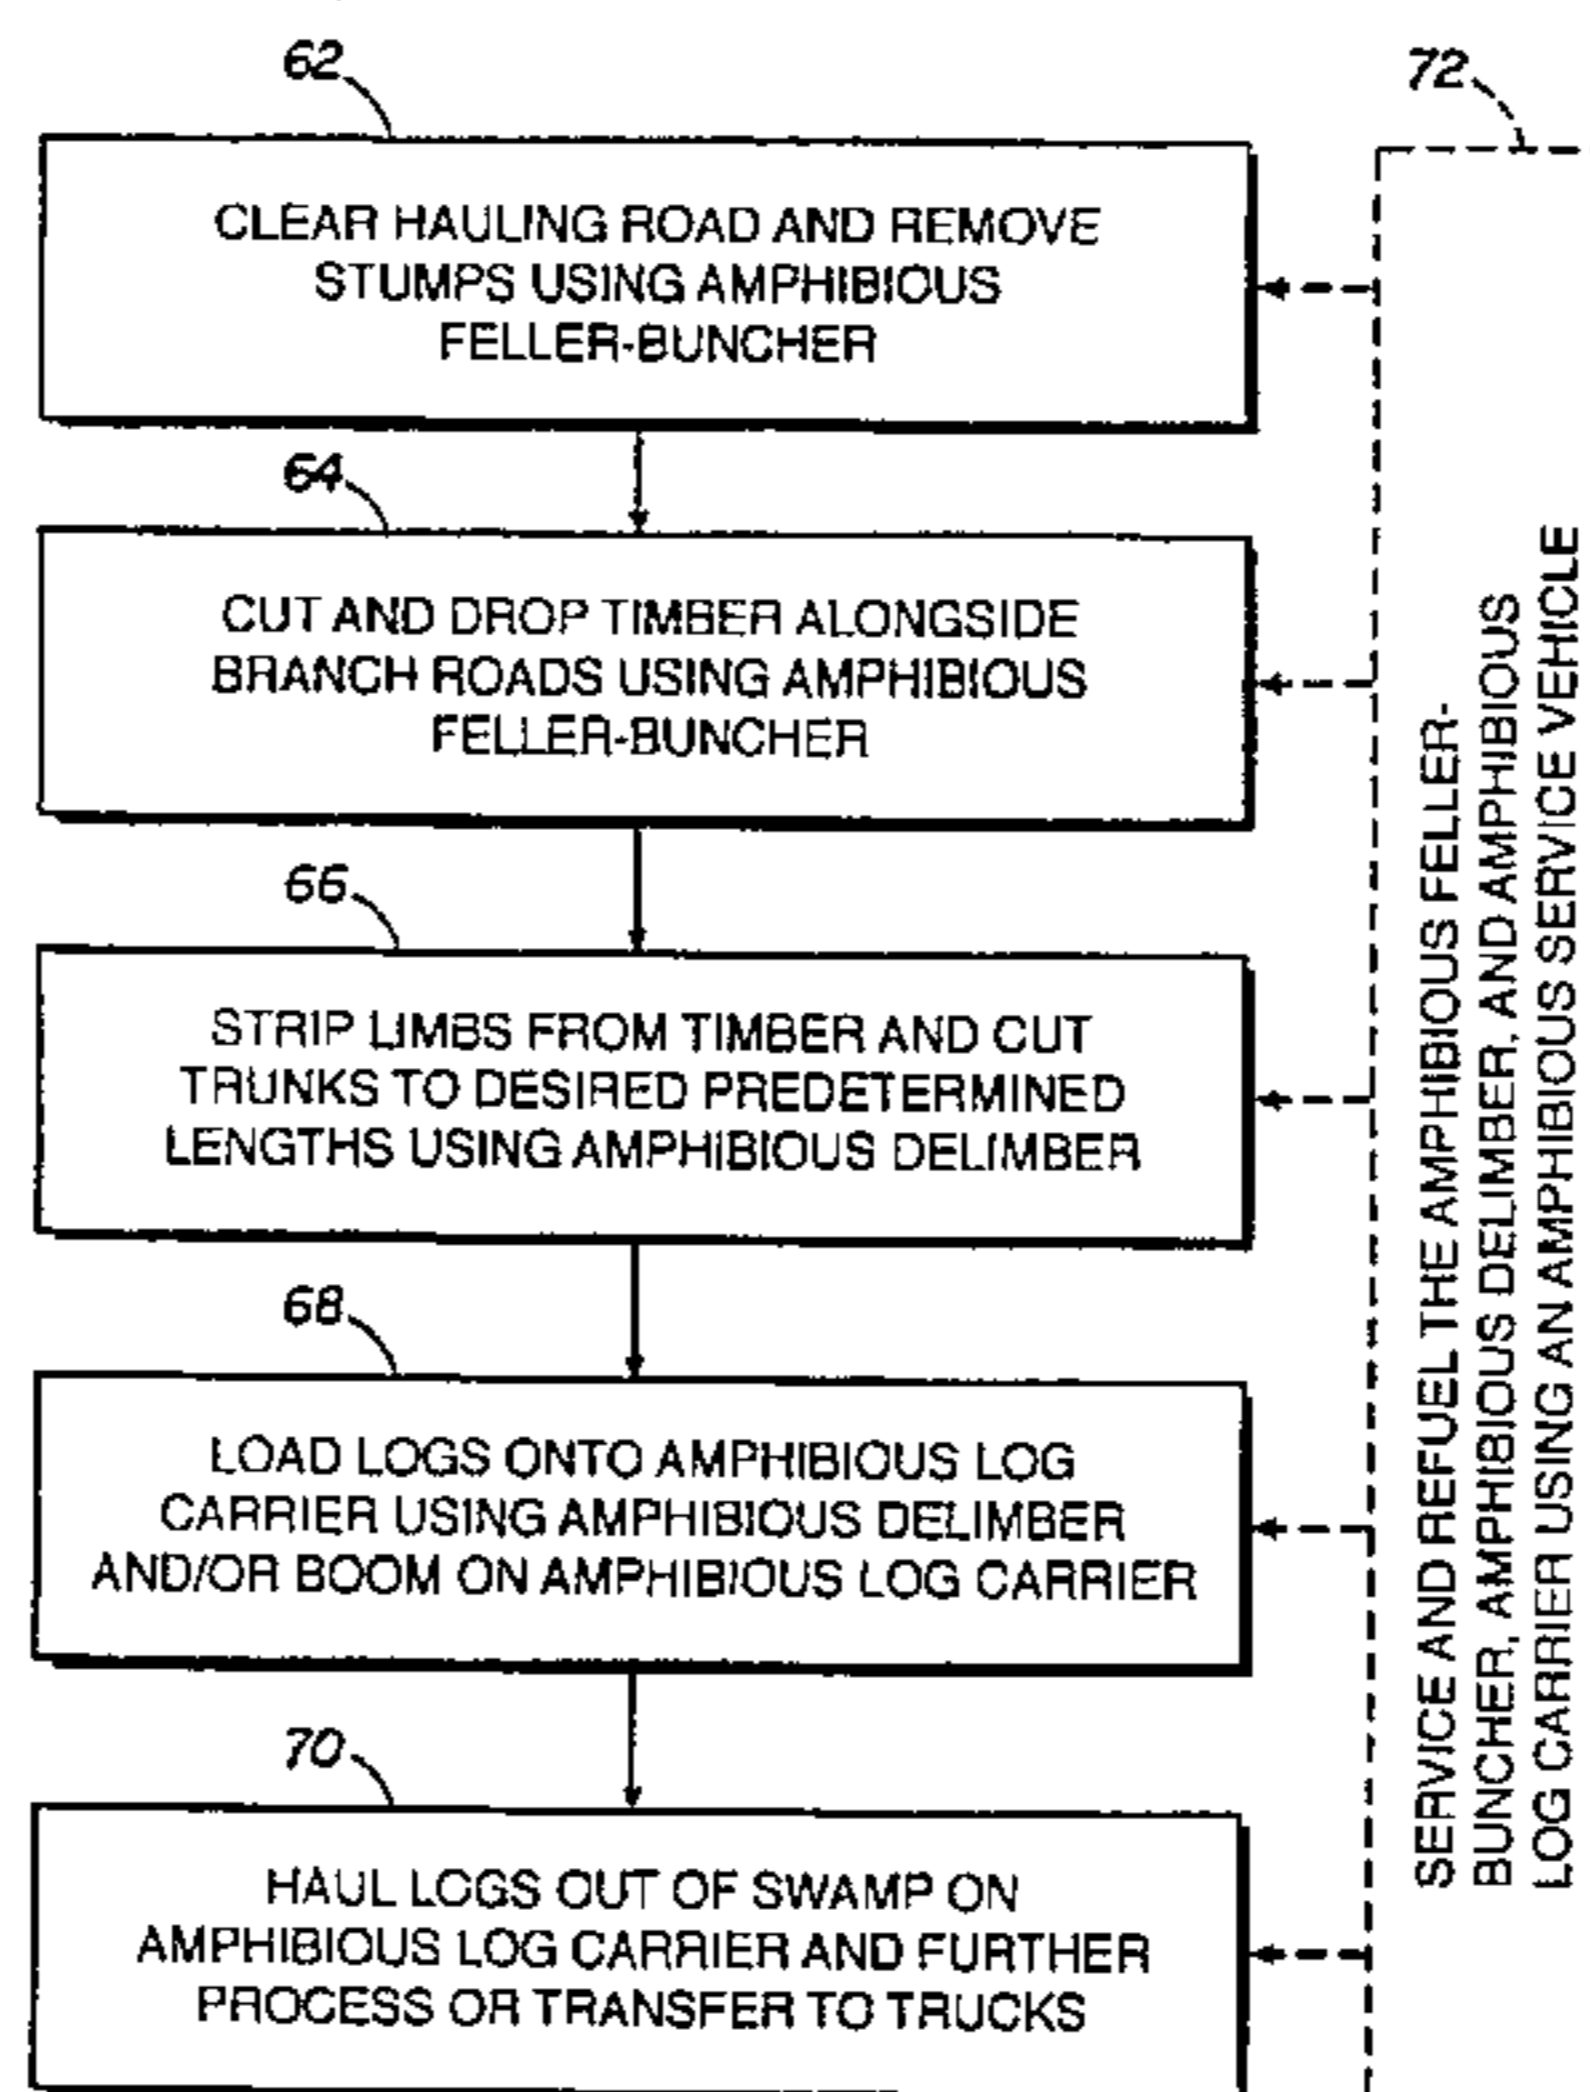 62
72
CLEAR HAULING ROAD AND REMOVE
STUMPS USING AMPHIBIOUS
FELLER-BUNCHER
64
CUT AND DROP TIMBER ALONGSIDE
BRANCH ROADS USING AMPHIBIOUS
FELLER-BUNCHER
66
STRIP LIMBS FROM TIMBER AND CUT
TRUNKS TO DESIRED PREDETERMINED
LENGTHS USING AMPHIBIOUS DELIMBER
68
LOAD LOGS ONTO AMPHIBIOUS LOG
CARRIER USING AMPHIBIOUS DELIMBER
AND/OR BOOM ON AMPHIBIOUS LOG CARRIER
70
HAUL LOGS OUT OF SWAMP ON
AMPHIBIOUS LOG CARRIER AND FURTHER
PROCESS OR TRANSFER TO TRUCKS
SERVICE AND REFUEL THE AMPHIBIOUS FELLER-
BUNCHER, AMPHIBIOUS DELIMBER, AND AMPHIBIOUS
LOG CARRIER USING AN AMPHIBIOUS SERVICE VEHICLE